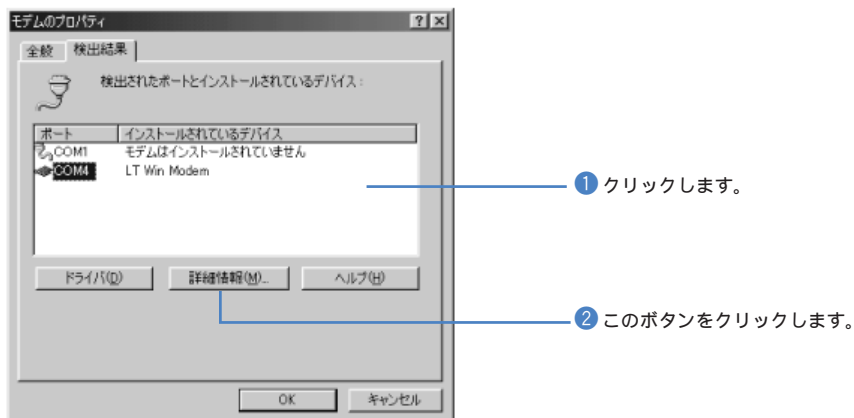 モデムのプロパティ
全般 検出結果
検出されたポートとインストールされているデバイス:
ポート インストールされているデバイス
COM1 モデムはインストールされていません
COM4 LT Win Modem
1 クリックします。
ドライバ(D) 詳細情報(M)... ヘルプ(H)
2 このボタンをクリックします。
OK キャンセル